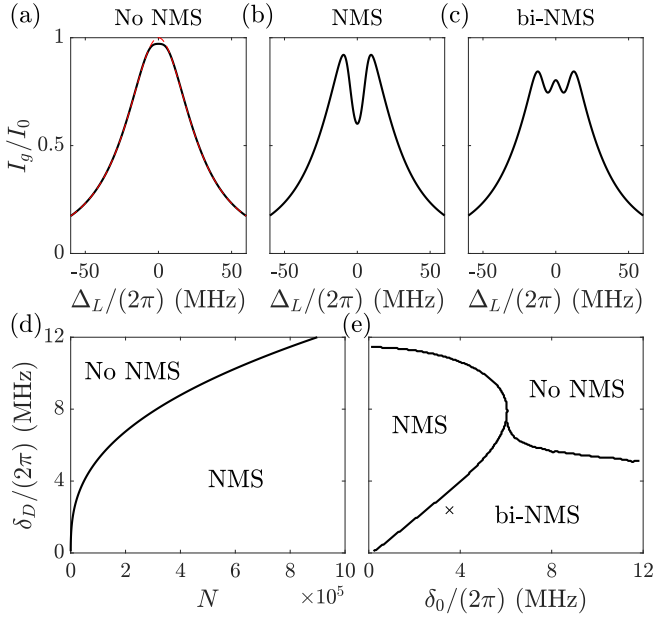 (a) No NMS
(b) NMS
(c) bi-NMS
I_g/I_0
1
0.5
0
-50 0 50
-50 0 50
-50 0 50
Δ_L/(2π) (MHz)
Δ_L/(2π) (MHz)
Δ_L/(2π) (MHz)
(d)
(e)
δ_D/(2π) (MHz)
12
8
4
0
No NMS
NMS
No NMS
NMS
bi-NMS
×
0 2 4 6 8 10
0 4 8 12
N
×10^5
δ_0/(2π) (MHz)